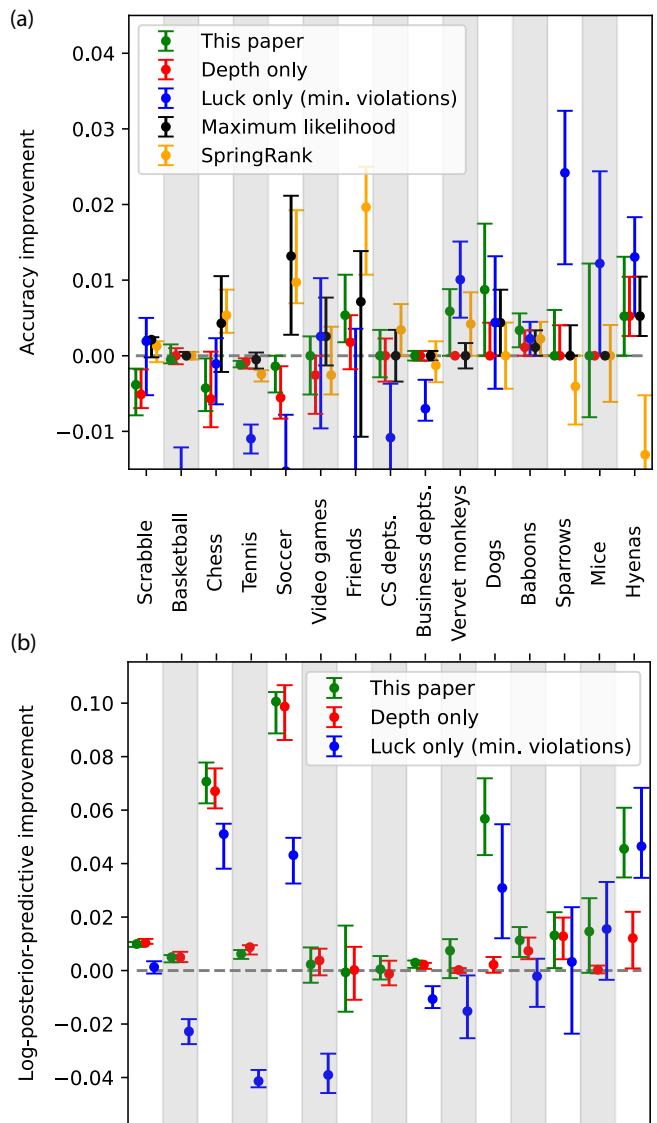 (a)
This paper
Depth only
Luck only (min. violations)
Maximum likelihood
SpringRank
Accuracy improvement
0.04
0.03
0.02
0.01
0.00
−0.01
Scrabble
Basketball
Chess
Tennis
Soccer
Video games
Friends
CS depts.
Business depts.
Vervet monkeys
Dogs
Baboons
Sparrows
Mice
Hyenas
(b)
This paper
Depth only
Luck only (min. violations)
Log-posterior-predictive improvement
0.10
0.08
0.06
0.04
0.02
0.00
−0.02
−0.04